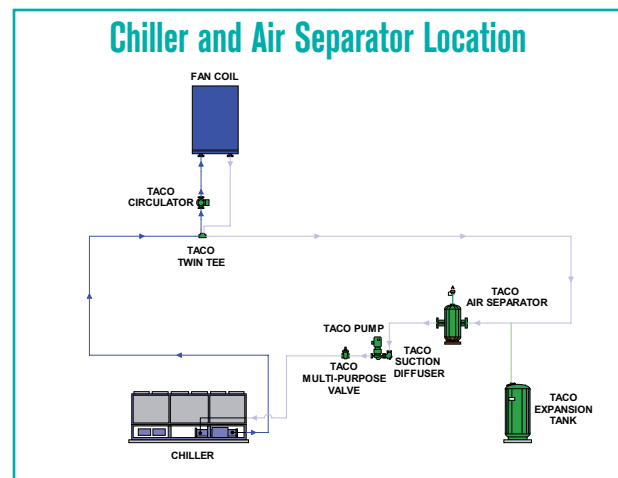 Chiller and Air Separator Location
FAN COIL
TACO
CIRCULATOR
TACO
TWIN TEE
TACO
AIR SEPARATOR
TACO PUMP
TACO
SUCTION
DIFFUSER
TACO
MULTI-PURPOSE
VALVE
TACO
EXPANSION
TANK
CHILLER